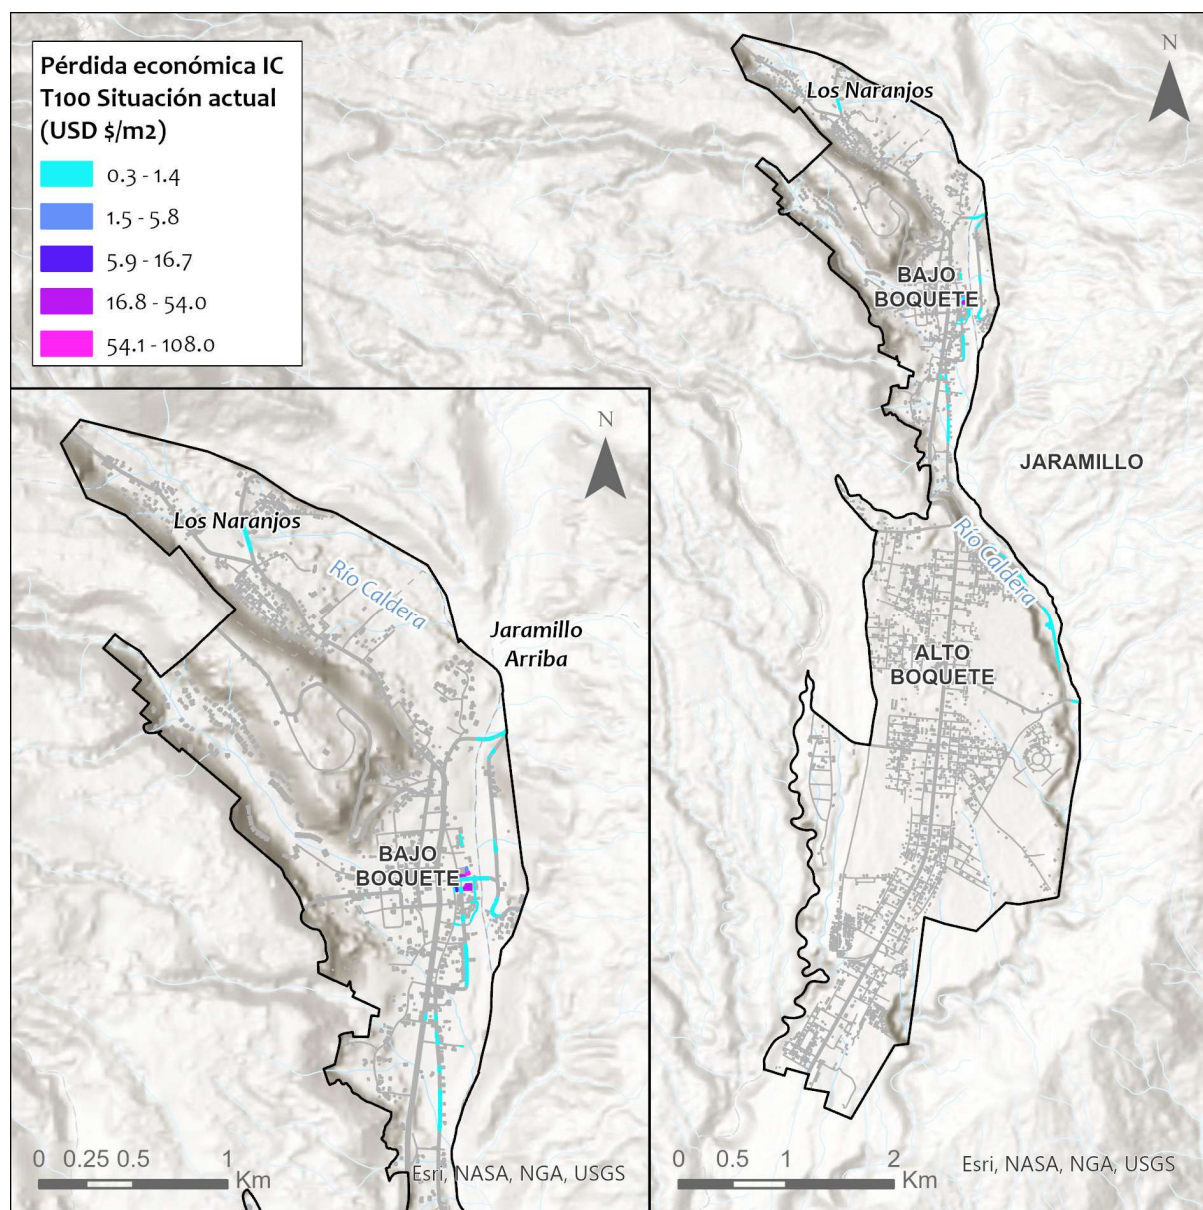 Pérdida económica IC
T100 Situación actual
(USD $/m2)
0.3 - 1.4
1.5 - 5.8
5.9 - 16.7
16.8 - 54.0
54.1 - 108.0
N
Los Naranjos
BAJO
BOQUETE
JARAMILLO
Río Caldera
ALTO
BOQUETE
0 0.5 1 2
Km
Esri, NASA, NGA, USGS
N
Los Naranjos
Río Caldera
Jaramillo
Arriba
BAJO
BOQUETE
0 0.25 0.5 1
Km
Esri, NASA, NGA, USGS